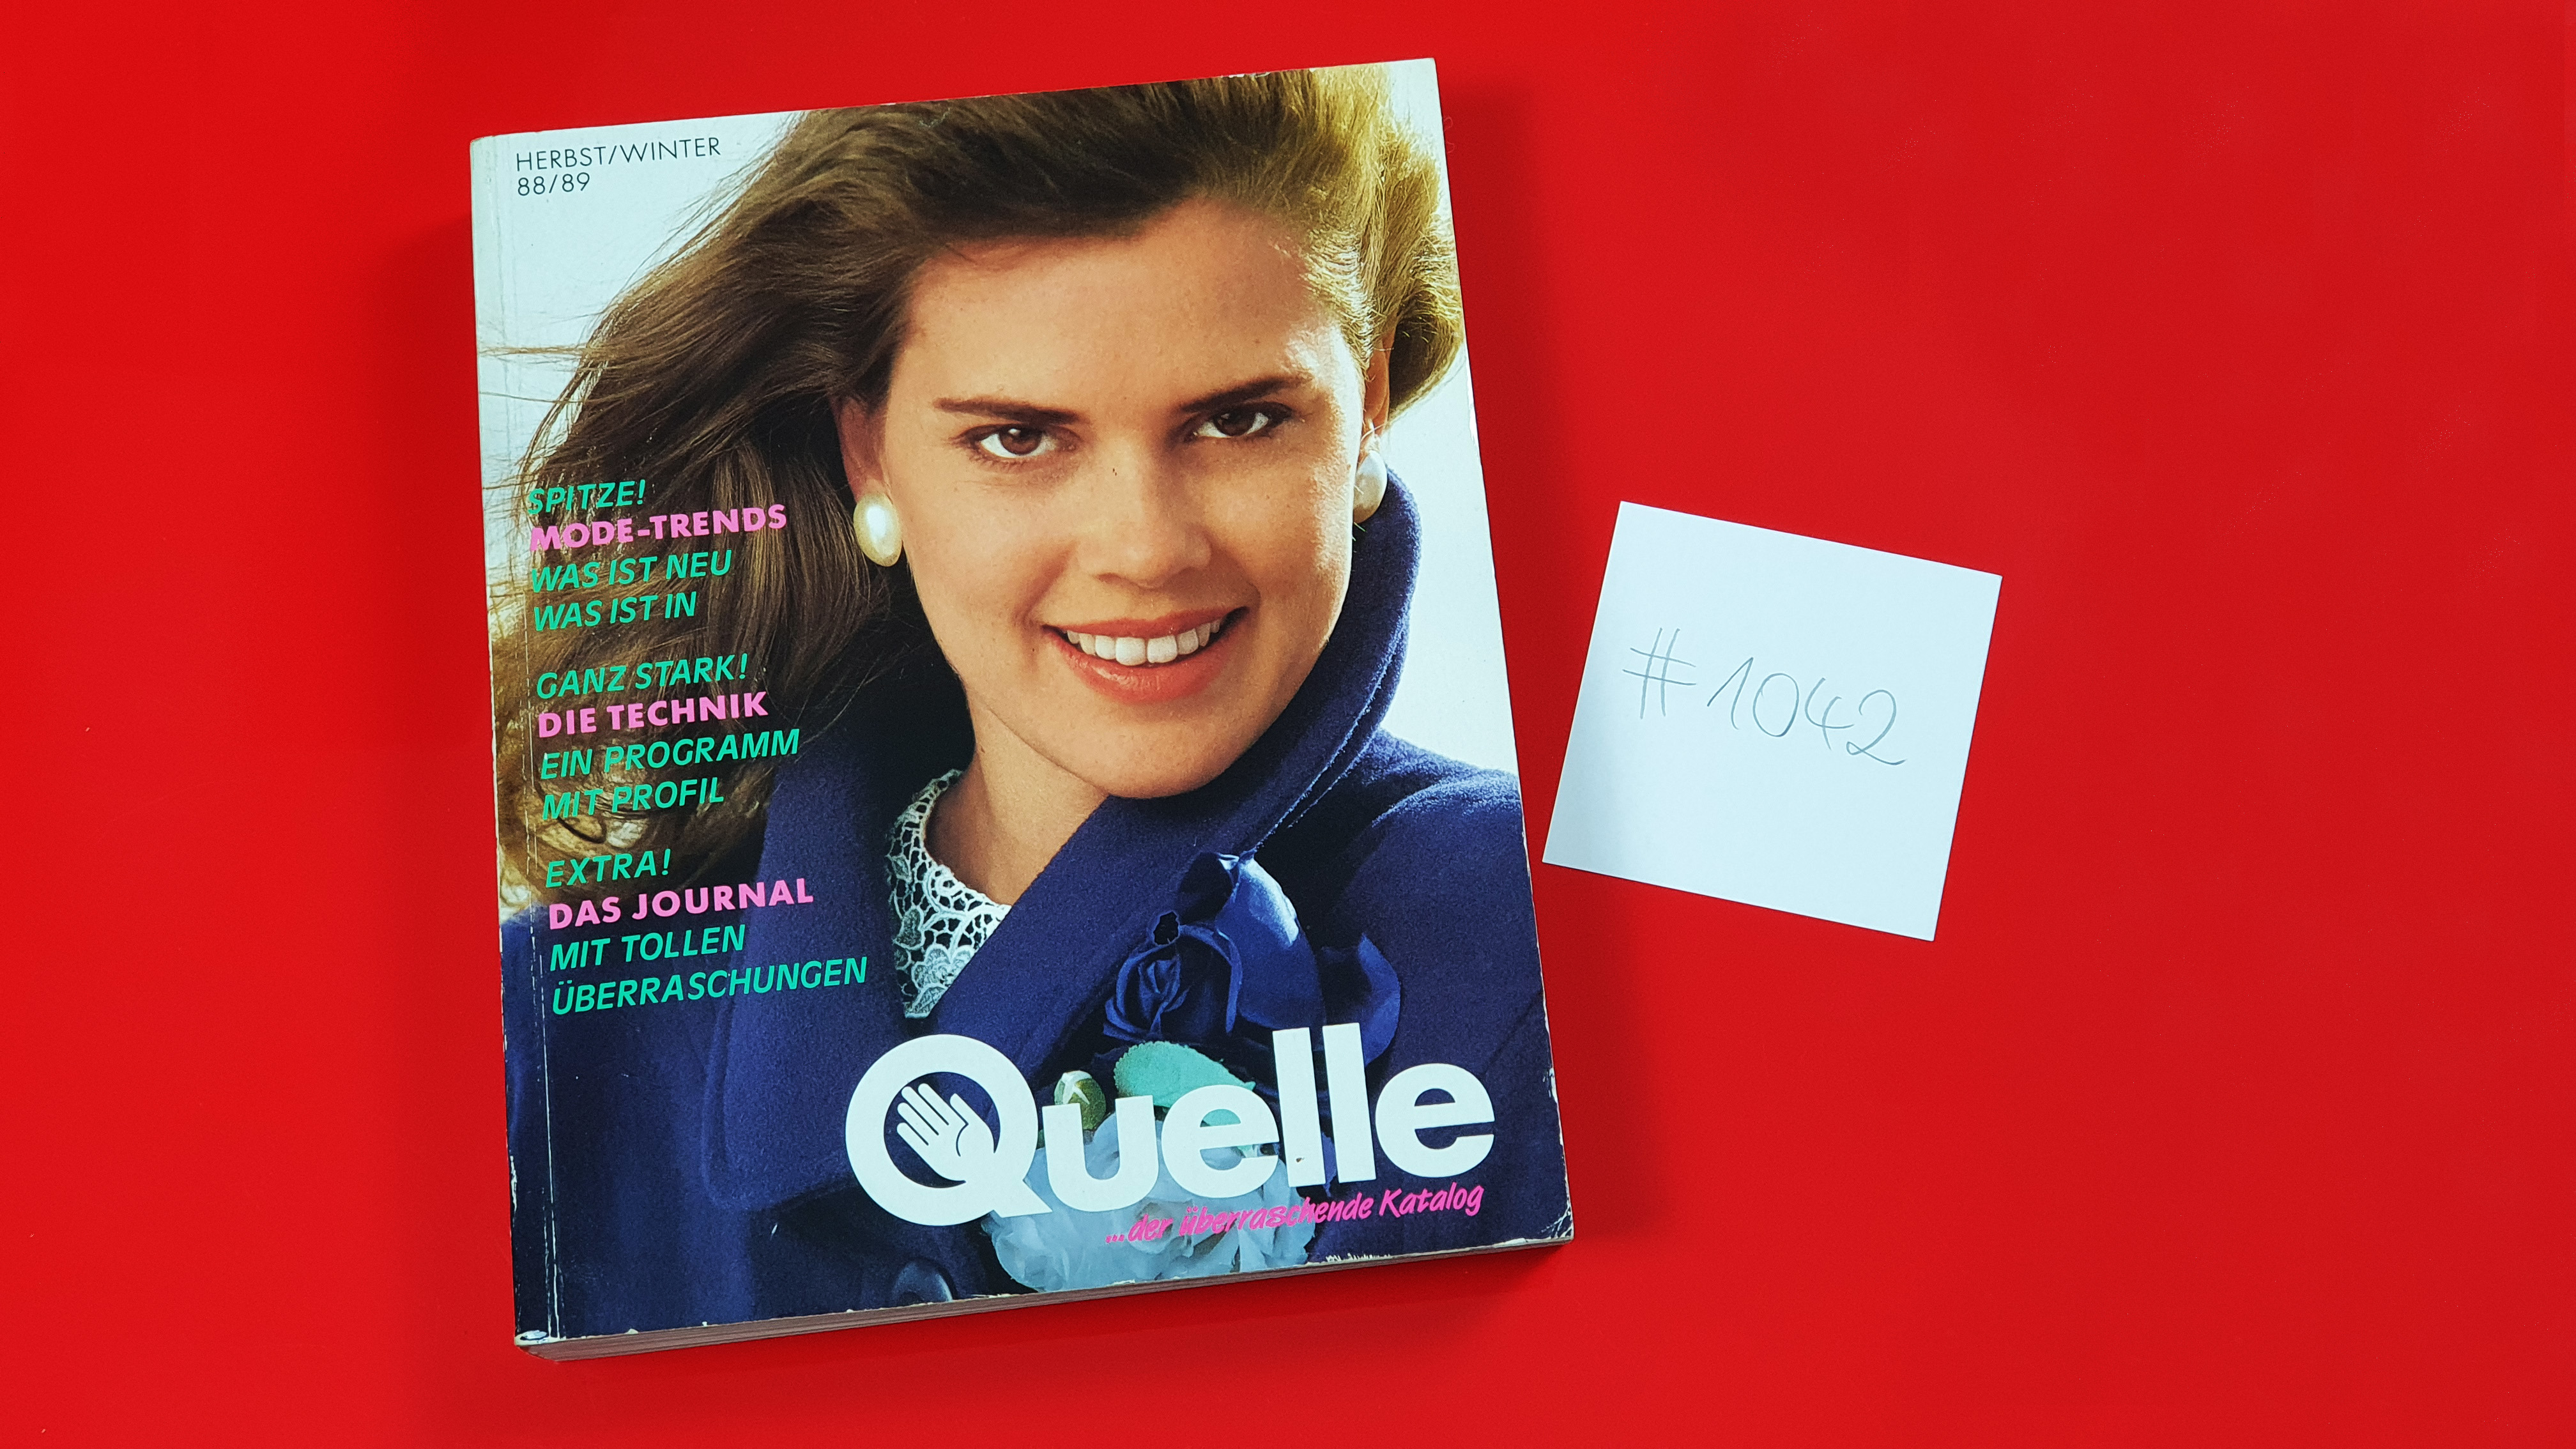 HERBST/WINTER
88/89
SPITZE!
MODE-TRENDS
WAS IST NEU
WAS IST IN
GANZ STARK!
DIE TECHNIK
EIN PROGRAMM
MIT PROFIL
EXTRA!
DAS JOURNAL
MIT TOLLEN
ÜBERRASCHUNGEN
Quelle
...der überraschende Katalog
#1042